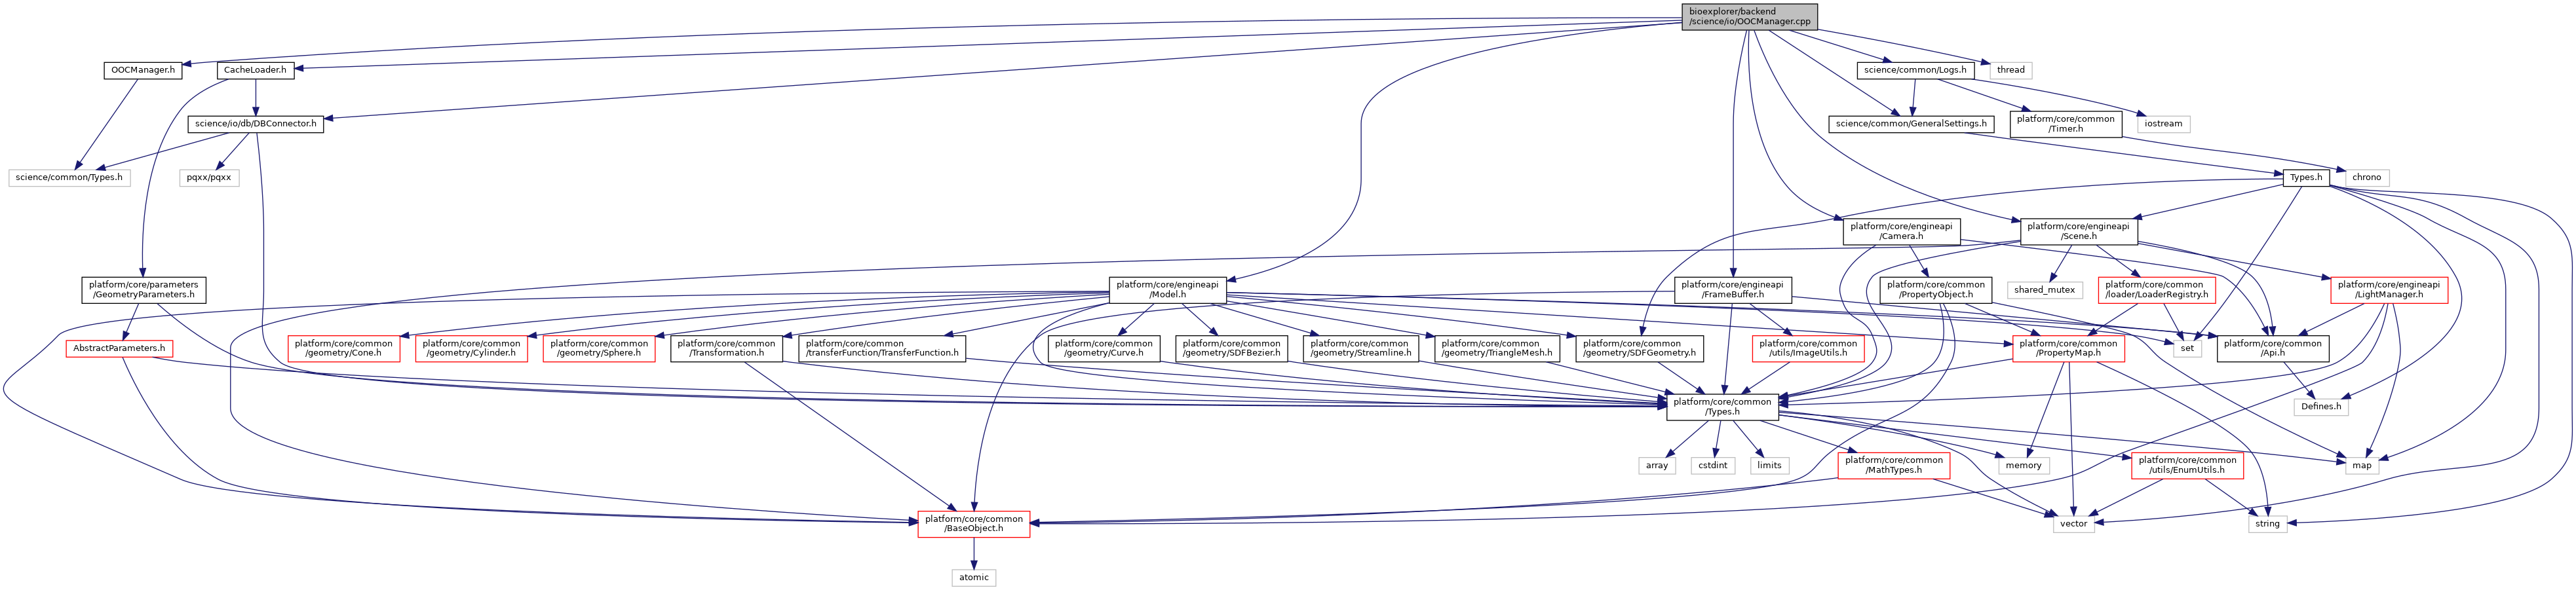 bioexplorer/backend
/science/io/OOCManager.cpp
OOCManager.h
CacheLoader.h
science/common/Logs.h
thread
science/io/db/DBConnector.h
science/common/GeneralSettings.h
platform/core/common
/Timer.h
iostream
science/common/Types.h
pqxx/pqxx
Types.h
chrono
platform/core/engineapi
/Camera.h
platform/core/engineapi
/Scene.h
platform/core/parameters
/GeometryParameters.h
platform/core/engineapi
/Model.h
platform/core/engineapi
/FrameBuffer.h
platform/core/common
/PropertyObject.h
shared_mutex
platform/core/common
/loader/LoaderRegistry.h
platform/core/engineapi
/LightManager.h
AbstractParameters.h
platform/core/common
/geometry/Cone.h
platform/core/common
/geometry/Cylinder.h
platform/core/common
/geometry/Sphere.h
platform/core/common
/Transformation.h
platform/core/common
/transferFunction/TransferFunction.h
platform/core/common
/geometry/Curve.h
platform/core/common
/geometry/SDFBezier.h
platform/core/common
/geometry/Streamline.h
platform/core/common
/geometry/TriangleMesh.h
platform/core/common
/geometry/SDFGeometry.h
platform/core/common
/utils/ImageUtils.h
platform/core/common
/PropertyMap.h
set
platform/core/common
/Api.h
platform/core/common
/Types.h
Defines.h
array
cstdint
limits
platform/core/common
/MathTypes.h
memory
platform/core/common
/utils/EnumUtils.h
map
platform/core/common
/BaseObject.h
vector
string
atomic